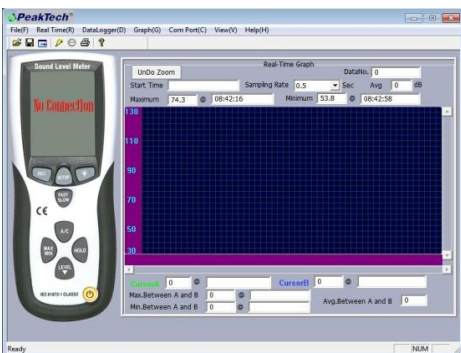 PeakTech®
File(F) Real Time(R) DataLogger(D) Graph(G) Com Port(C) View(V) Help(H)
Sound Level Meter
No Connection
REC SETUP
FAST SLOW
A/C
MAX MIN HOLD
LEVEL
IEC 61672-1 CLASS2
Real-Time Graph
UnDo Zoom DataNo. 0
Start Time Sampling Rate 0.5 Sec Avg 0 dB
Maximum 74.3 @ 08:42:16 Minimum 53.8 @ 08:42:58
130
110
90
70
50
30
CursorA 0 @ CursorB 0 @
Max.Between A and B 0 @
Min.Between A and B 0 @
Avg.Between A and B 0
Ready NUM